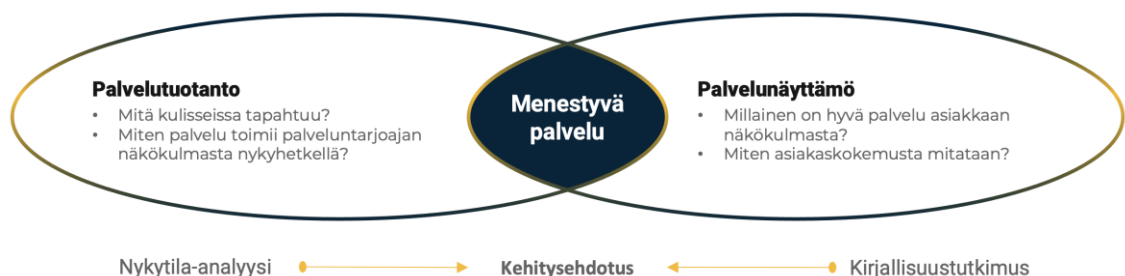 Palvelutuotanto
• Mitä kulisseissa tapahtuu?
• Miten palvelu toimii palveluntarjoajan
näkökulmasta nykyhetkellä?
Menestyvä
palvelu
Palvelunäyttämö
• Millainen on hyvä palvelu asiakkaan
näkökulmasta?
• Miten asiakaskokemusta mitataan?
Nykytila-analyysi
Kehitysehdotus
Kirjallisuustutkimus